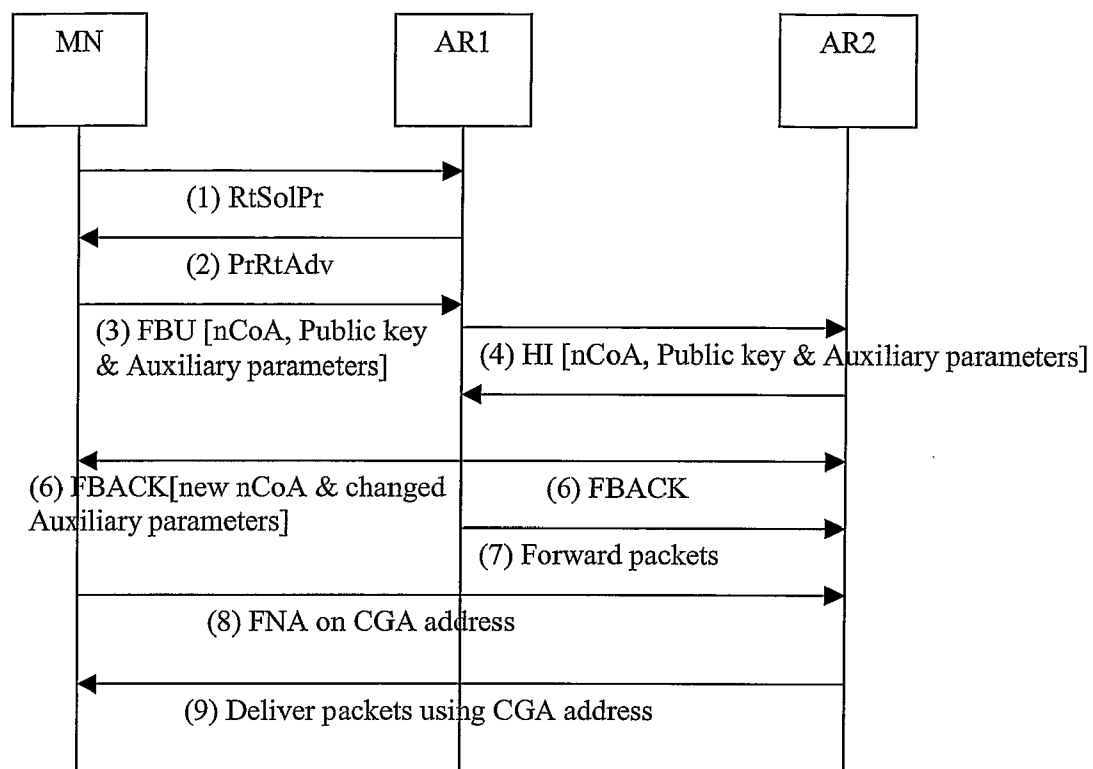 MN
AR1
AR2
(1) RtSolPr
(2) PrRtAdv
(3) FBU [nCoA, Public key
& Auxiliary parameters]
(4) HI [nCoA, Public key & Auxiliary parameters]
(6) FBACK[new nCoA & changed
Auxiliary parameters]
(6) FBACK
(7) Forward packets
(8) FNA on CGA address
(9) Deliver packets using CGA address